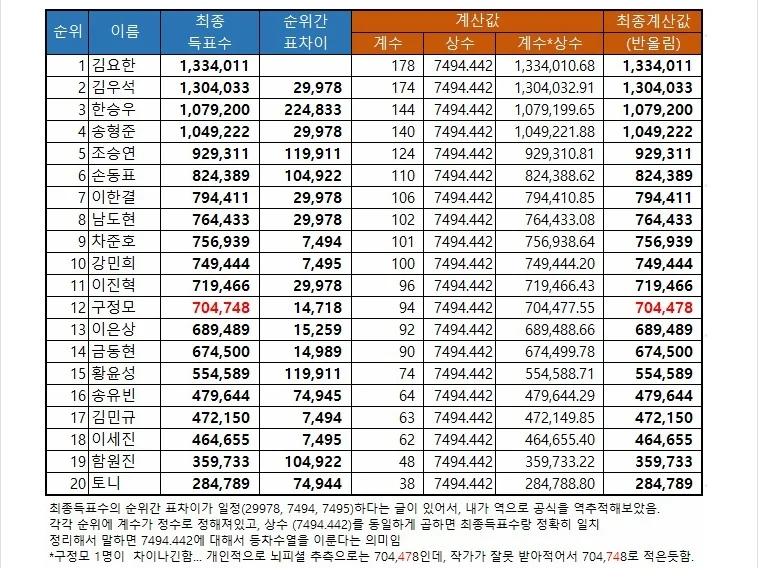 순위 이름 최종 득표수 순위간 표차이 계산값 최종계산값 (반올림)
계수 상수 계수*상수
1 김요한 1,334,011 178 7494.442 1,334,010.68 1,334,011
2 김우석 1,304,033 29,978 174 7494.442 1,304,032.91 1,304,033
3 한승우 1,079,200 224,833 144 7494.442 1,079,199.65 1,079,200
4 송형준 1,049,222 29,978 140 7494.442 1,049,221.88 1,049,222
5 조승연 929,311 119,911 124 7494.442 929,310.81 929,311
6 손동표 824,389 104,922 110 7494.442 824,388.62 824,389
7 이한결 794,411 29,978 106 7494.442 794,410.85 794,411
8 남도현 764,433 29,978 102 7494.442 764,433.08 764,433
9 차준호 756,939 7,494 101 7494.442 756,938.64 756,939
10 강민희 749,444 7,495 100 7494.442 749,444.20 749,444
11 이진혁 719,466 29,978 96 7494.442 719,466.43 719,466
12 구정모 704,748 14,718 94 7494.442 704,477.55 704,478
13 이은상 689,489 15,259 92 7494.442 689,488.66 689,489
14 금동현 674,500 14,989 90 7494.442 674,499.78 674,500
15 황윤성 554,589 119,911 74 7494.442 554,588.71 554,589
16 송유빈 479,644 74,945 64 7494.442 479,644.29 479,644
17 김민규 472,150 7,494 63 7494.442 472,149.85 472,150
18 이세진 464,655 7,495 62 7494.442 464,655.40 464,655
19 함원진 359,733 104,922 48 7494.442 359,733.22 359,733
20 토니 284,789 74,944 38 7494.442 284,788.80 284,789
최종득표수의 순위간 표차이가 일정(29978, 7494, 7495)하다는 글이 있어서, 내가 역으로 공식을 역추적해보았음.
각각 순위에 계수가 정수로 정해져있고, 상수 (7494.442)를 동일하게 곱하면 최종득표수랑 정확히 일치
정리해서 말하면 7494.442에 대해서 등차수열을 이룬다는 의미임
*구정모 1명이 차이나긴함... 개인적으로 뇌피셜 추측으로는 704,478인데, 작가가 잘못 받아적어서 704,748로 적은듯함.